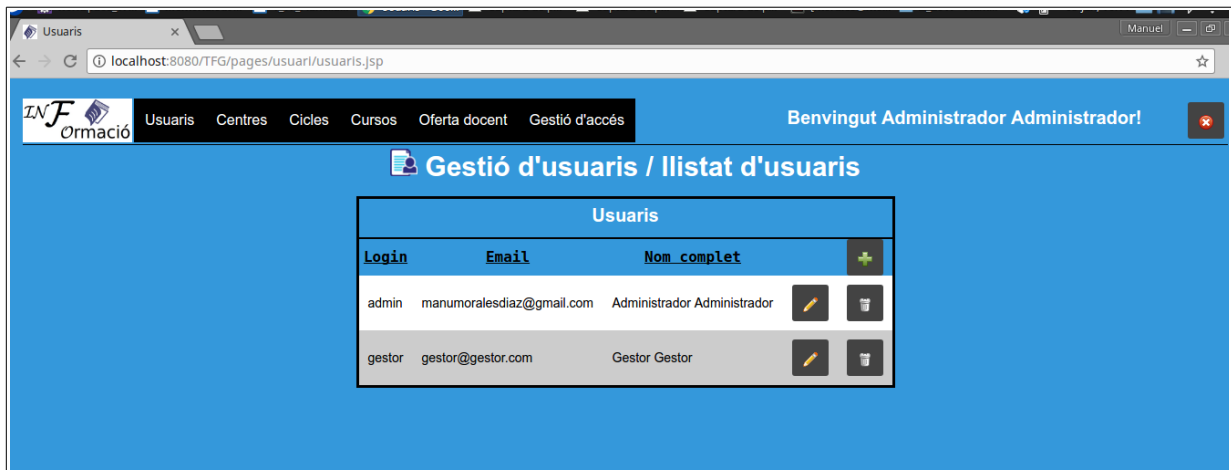 Usuaris
Manuel
localhost:8080/TFG/pages/usuari/usuaris.jsp
INFOrmació
Usuaris Centres Cicles Cursos Oferta docent Gestió d'accés
Benvingut Administrador Administrador!
Gestió d'usuaris / llistat d'usuaris
Usuaris
Login Email Nom complet
admin manumoralesdiaz@gmail.com Administrador Administrador
gestor gestor@gestor.com Gestor Gestor